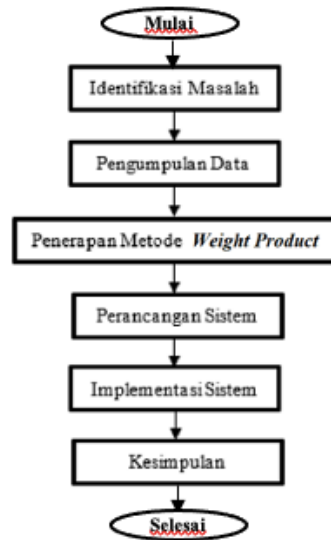 Mulai
Identifikasi Masalah
Pengumpulan Data
Penerapan Metode Weight Product
Perancangan Sistem
Implementasi Sistem
Kesimpulan
Selesai